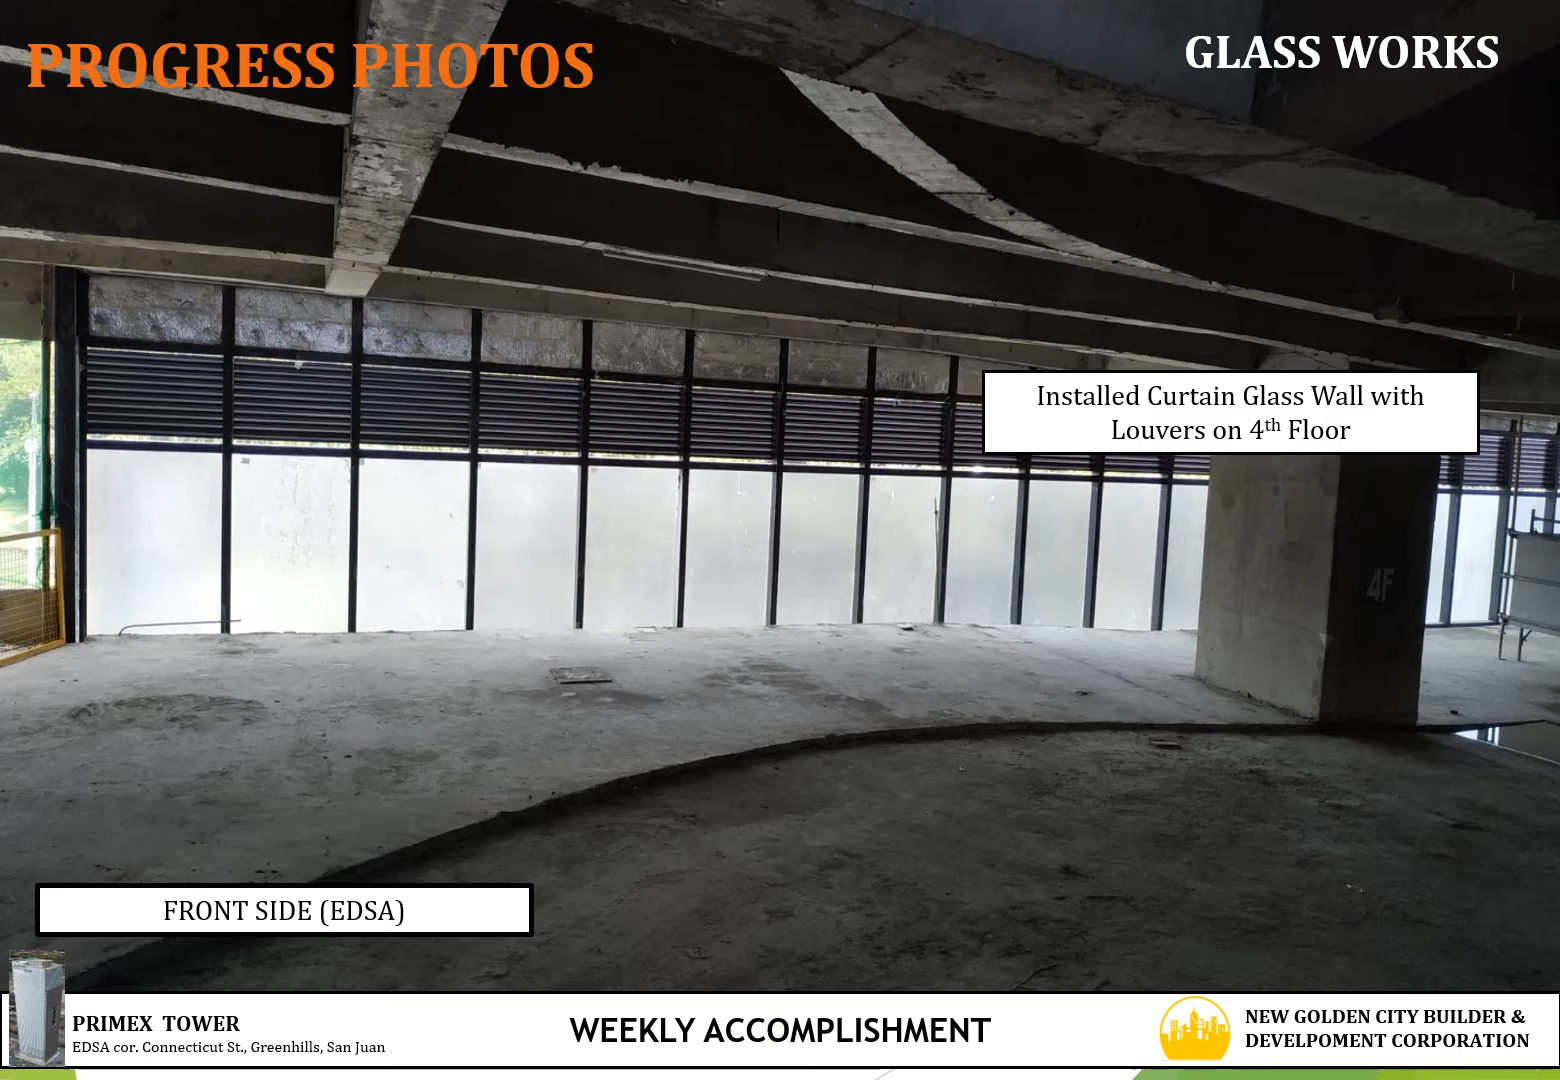 PROGRESS PHOTOS
GLASS WORKS
Installed Curtain Glass Wall with
Louvers on 4th Floor
4F
FRONT SIDE (EDSA)
PRIMEX TOWER
EDSA cor. Connecticut St., Greenhills, San Juan
WEEKLY ACCOMPLISHMENT
NEW GOLDEN CITY BUILDER &
DEVELPOMENT CORPORATION